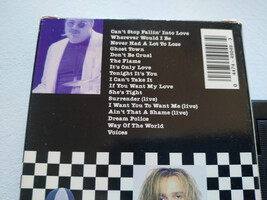 Can't Stop Fallin' Into Love
Wherever Would I Be
Never Had A Lot To Lose
Ghost Town
Don't Be Cruel
The Flame
It's Only Love
Tonight It's You
I Can't Take It
If You Want My Love
She's Tight
Surrender (live)
I Want You To Want Me (live)
Ain't That A Shame (live)
Dream Police
Way Of The World
Voices